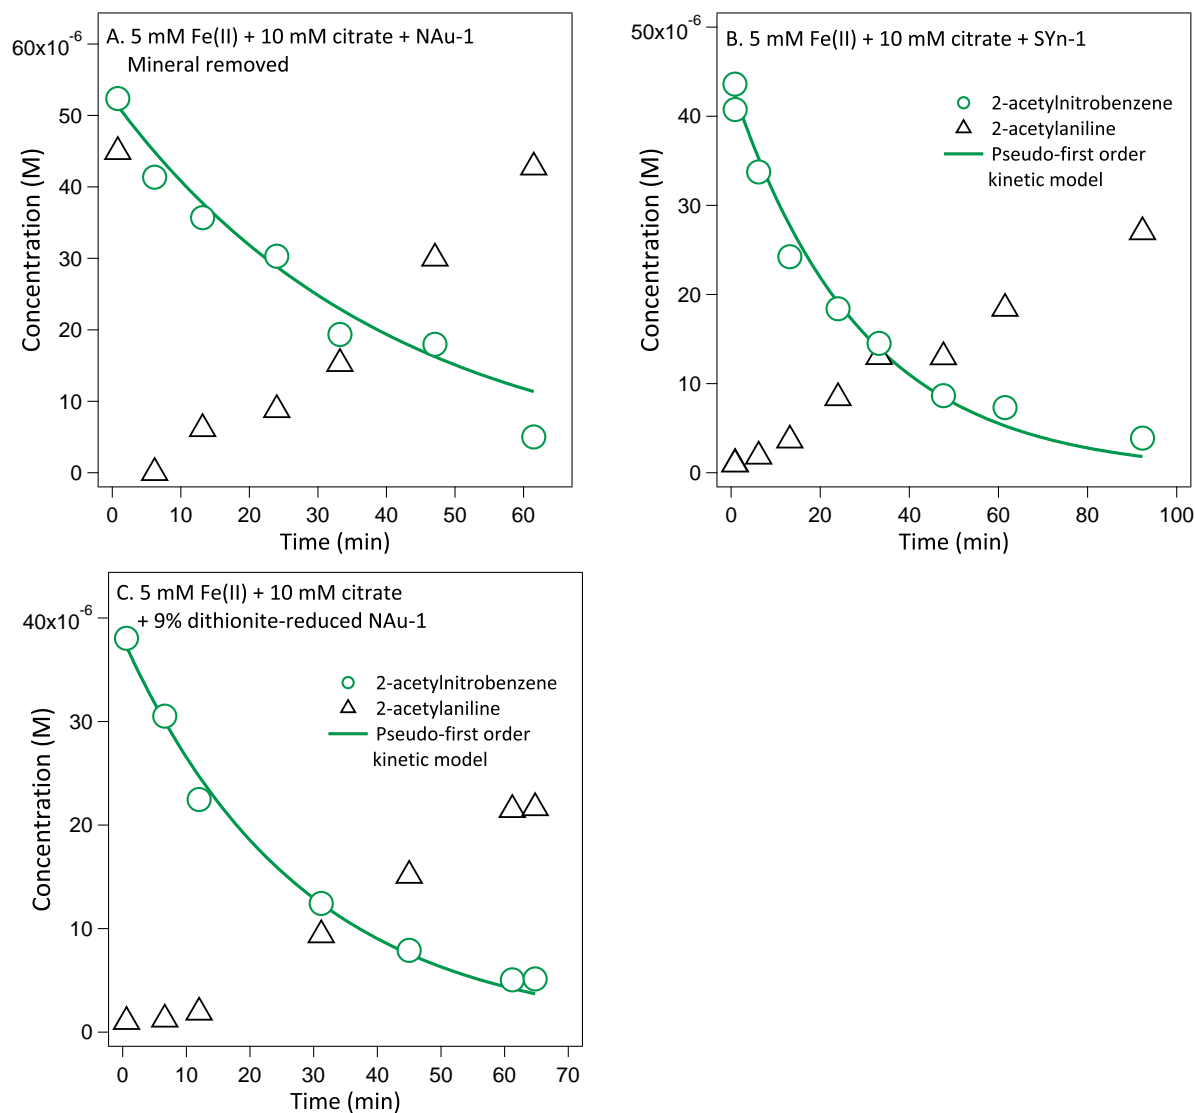 A. 5 mM Fe(II) + 10 mM citrate + NAu-1
Mineral removed
60x10⁻⁶
50
40
30
20
10
0
Concentration (M)
0 10 20 30 40 50 60
Time (min)
B. 5 mM Fe(II) + 10 mM citrate + SYn-1
2-acetylnitrobenzene
2-acetylaniline
Pseudo-first order
kinetic model
50x10⁻⁶
40
30
20
10
0
Concentration (M)
0 20 40 60 80 100
Time (min)
C. 5 mM Fe(II) + 10 mM citrate
+ 9% dithionite-reduced NAu-1
2-acetylnitrobenzene
2-acetylaniline
Pseudo-first order
kinetic model
40x10⁻⁶
30
20
10
0
Concentration (M)
0 10 20 30 40 50 60 70
Time (min)